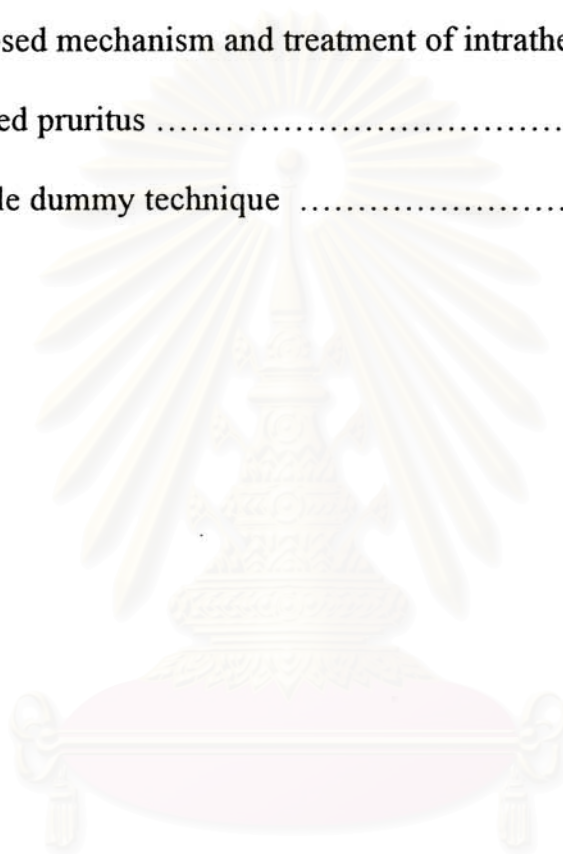 sed mechanism and treatment of intrathe
ed pruritus ....................................
le dummy technique .......................